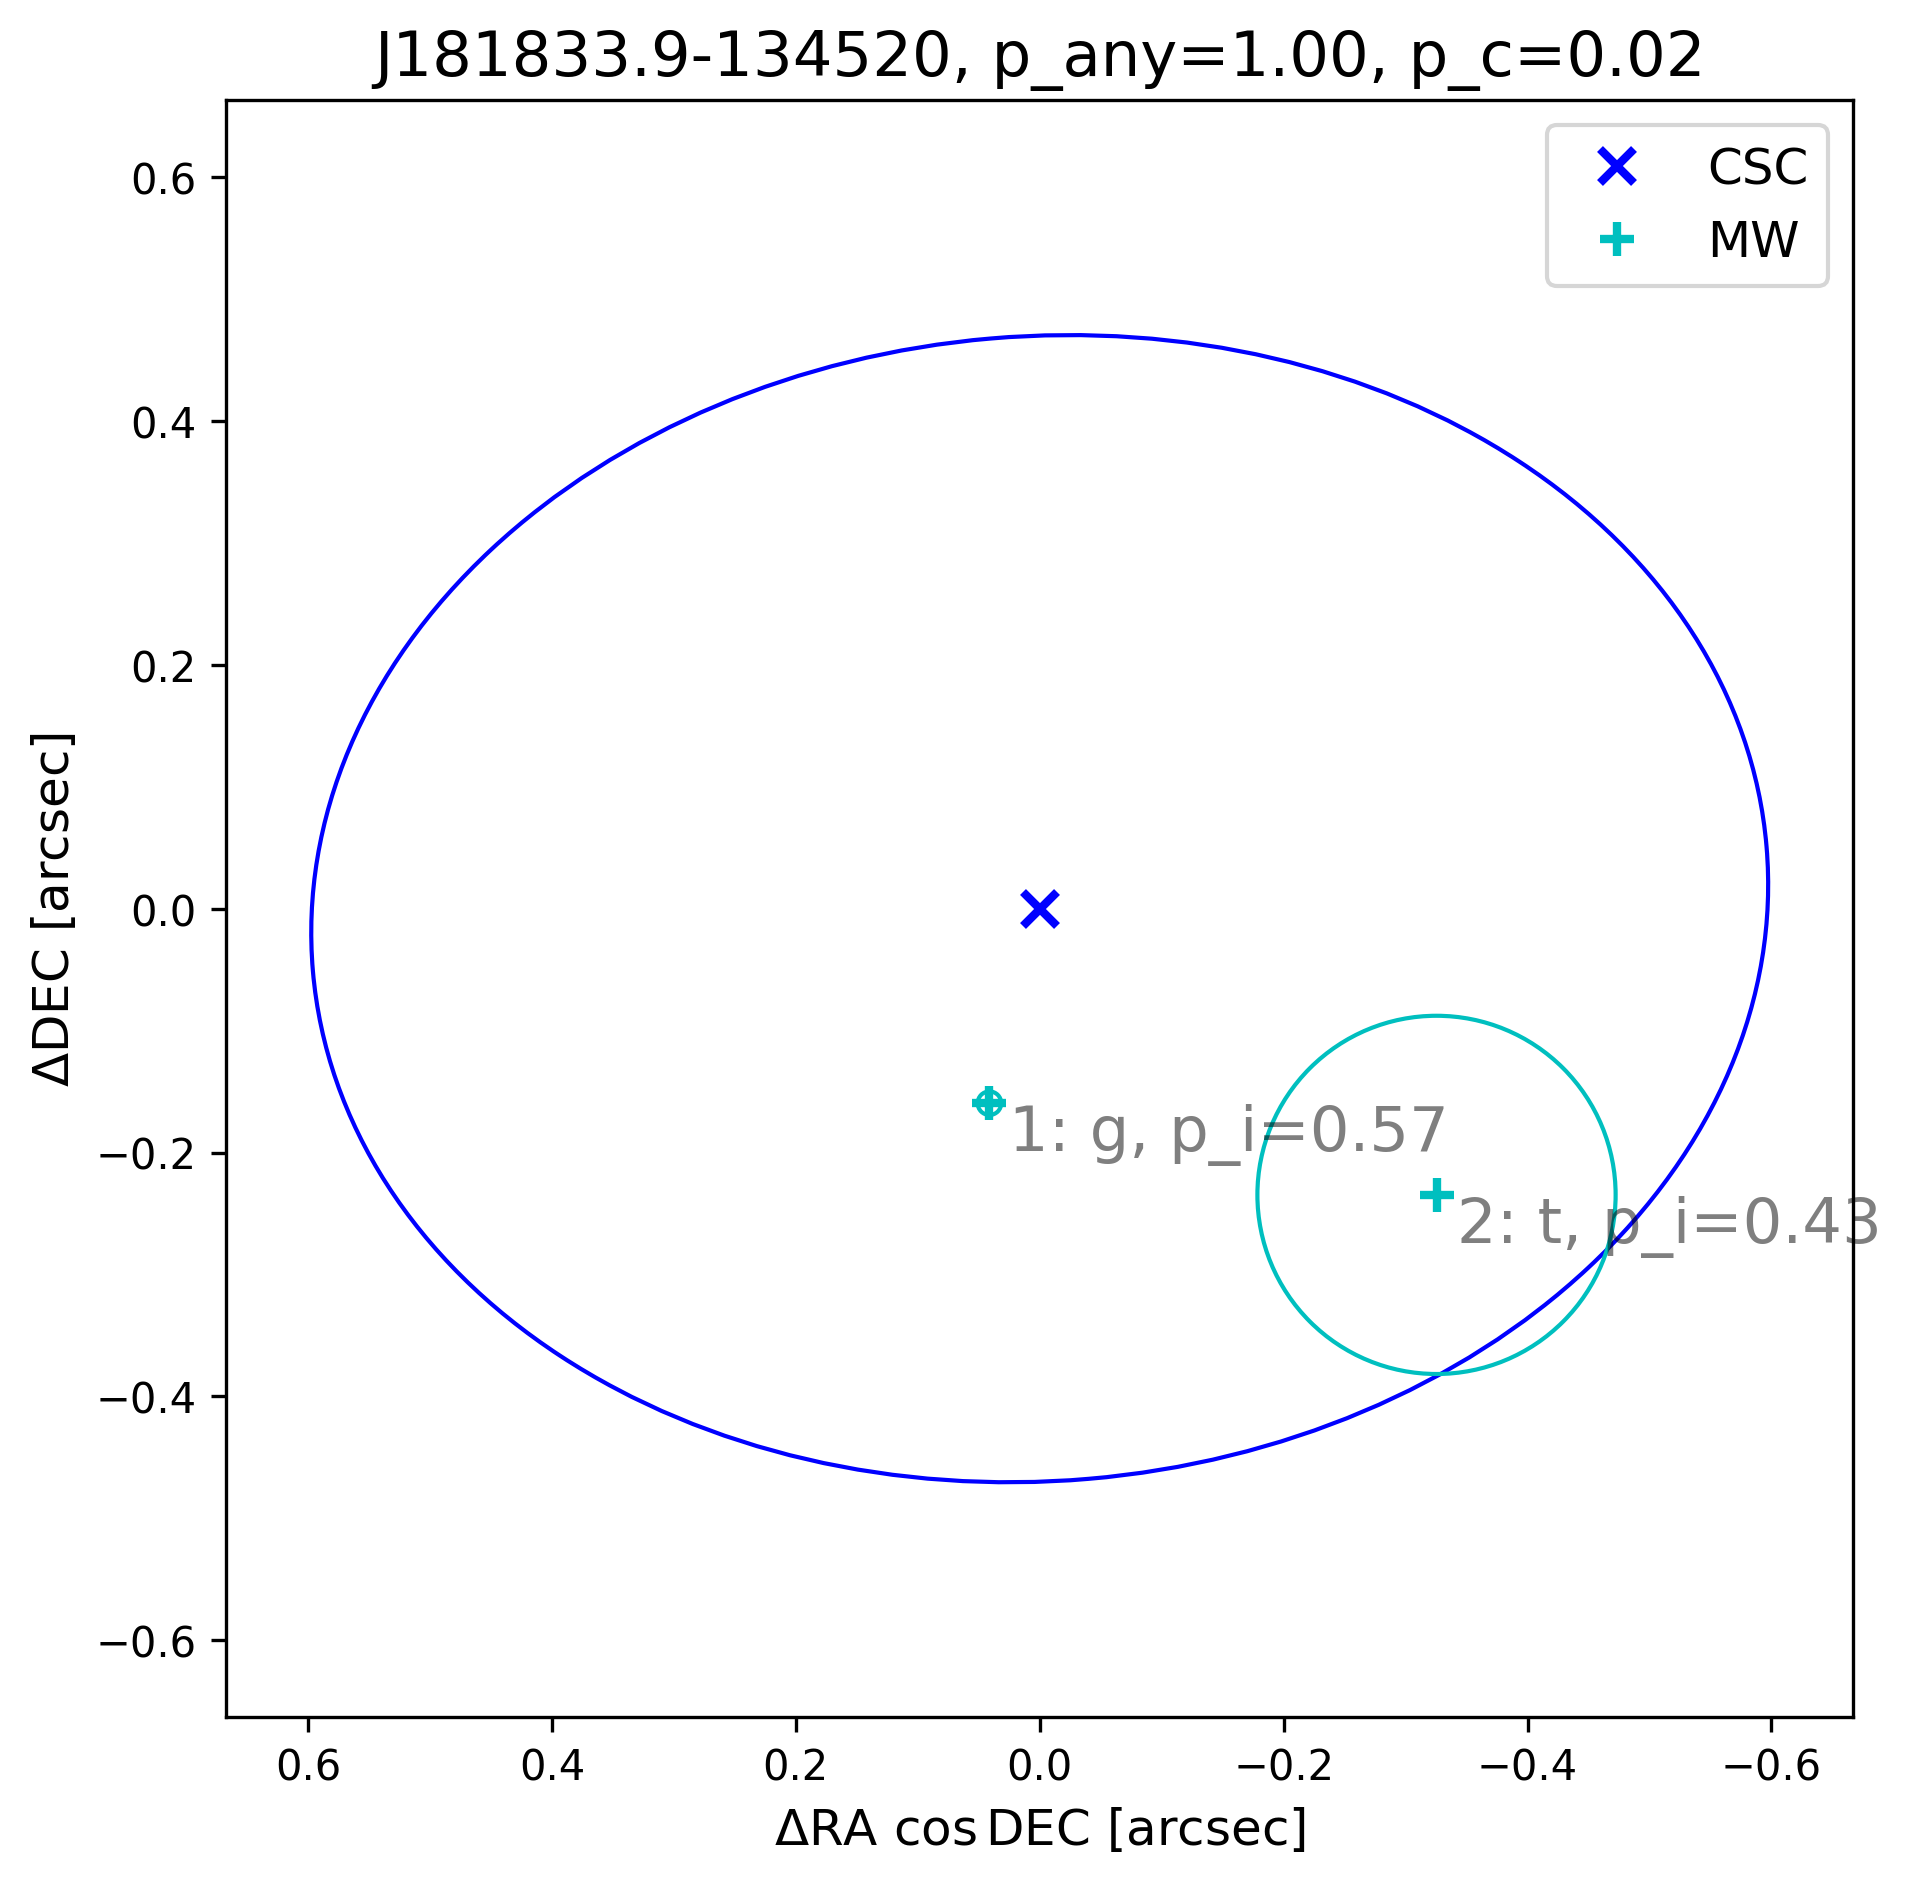 J181833.9-134520, p_any=1.00, p_c=0.02
CSC
MW
0.6
0.4
0.2
0.0
−0.2
−0.4
−0.6
ΔDEC [arcsec]
1: g, p_i=0.57
2: t, p_i=0.43
0.6 0.4 0.2 0.0 −0.2 −0.4 −0.6
ΔRA cos DEC [arcsec]